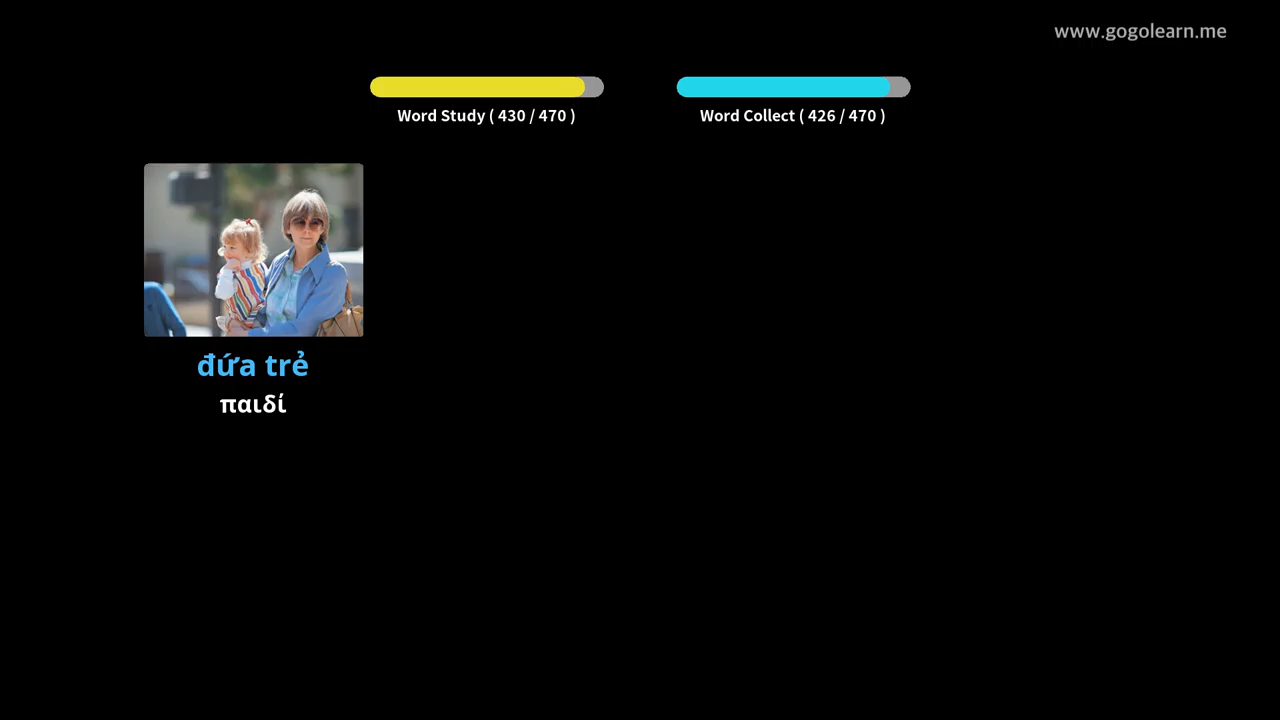 www.gogolearn.me
Word Study ( 430 / 470 )
Word Collect ( 426 / 470 )
đứa trẻ
παιδί